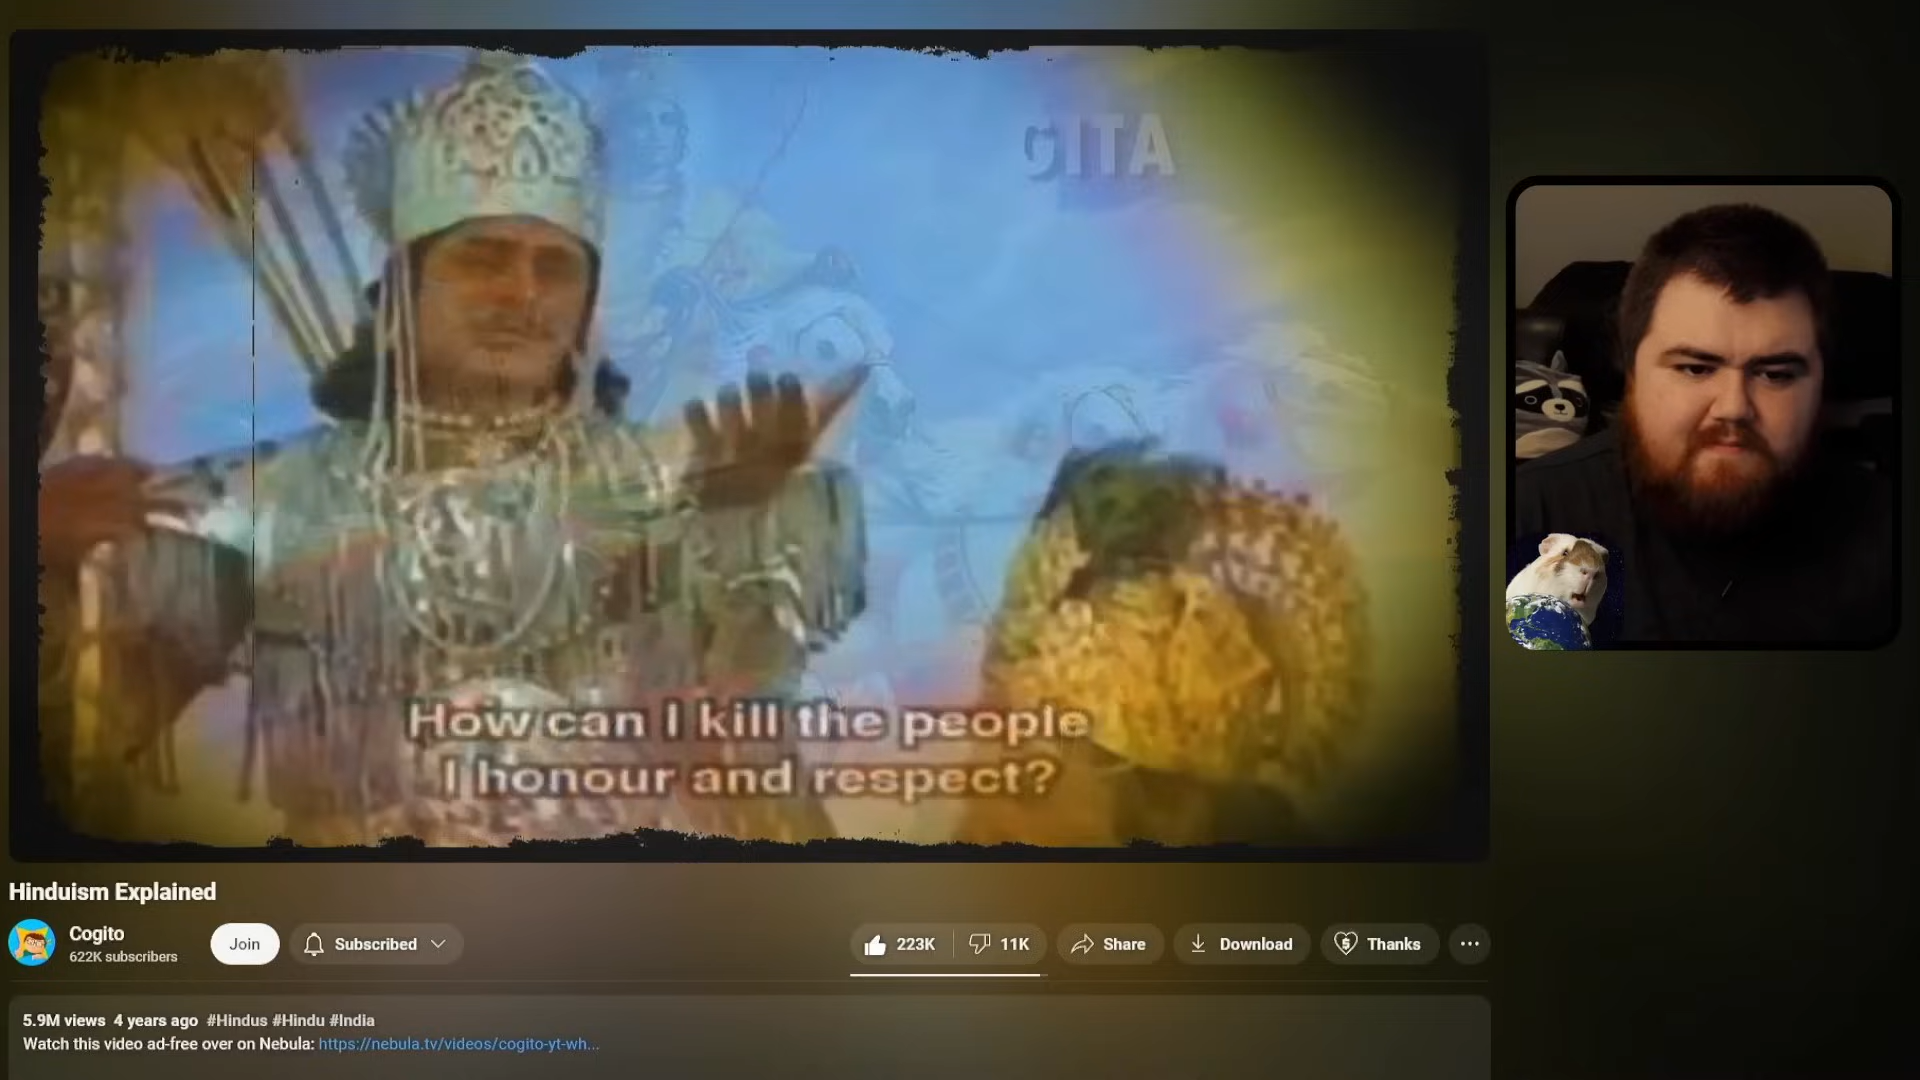 GITA
How can I kill the people
I honour and respect?
Hinduism Explained
Cogito
622K subscribers
Join
Subscribed
223K
11K
Share
Download
Thanks
5.9M views 4 years ago #Hindus #Hindu #India
Watch this video ad-free over on Nebula: https://nebula.tv/videos/cogito-yt-wh...